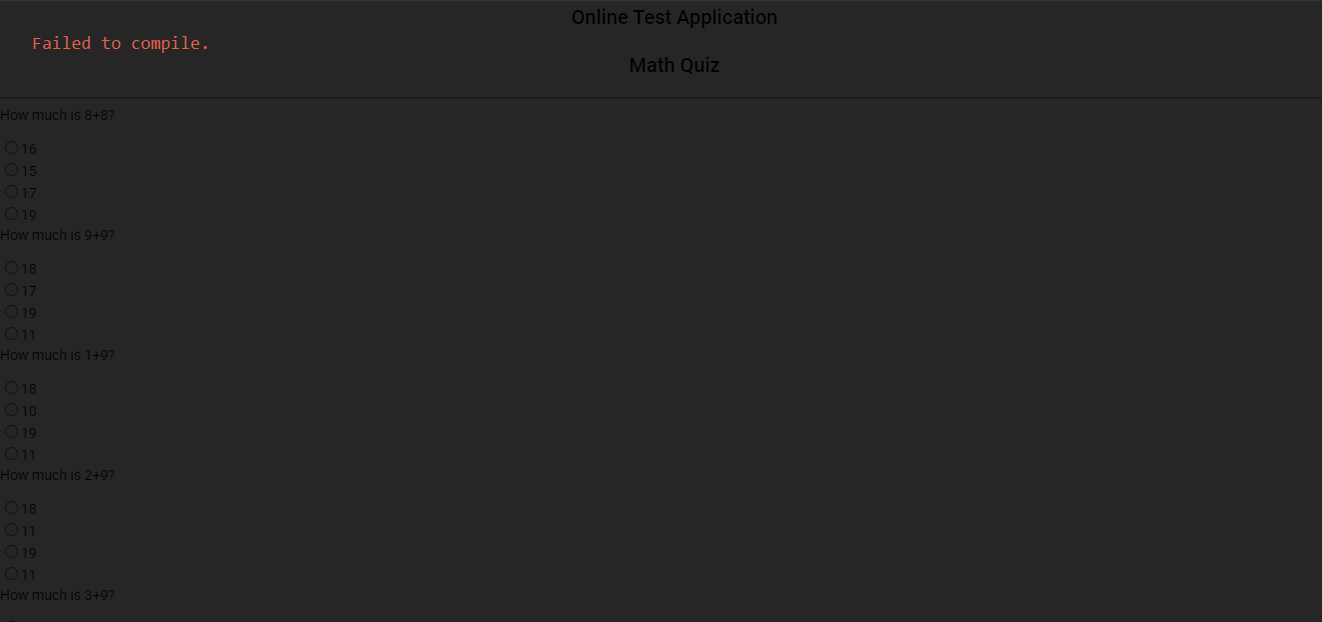 Online Test Application
Failed to compile.
Math Quiz
How much is 8+8?
16
15
17
19
How much is 9+9?
18
17
19
11
How much is 1+9?
18
10
19
11
How much is 2+9?
18
11
19
11
How much is 3+9?